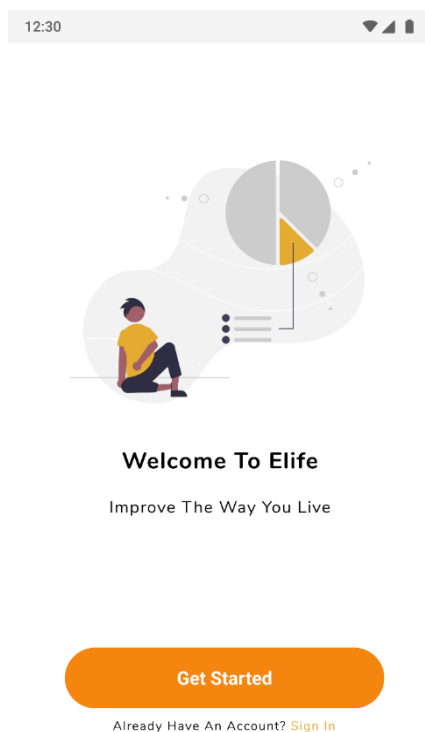 12:30
Welcome To Elife
Improve The Way You Live
Get Started
Already Have An Account? Sign In